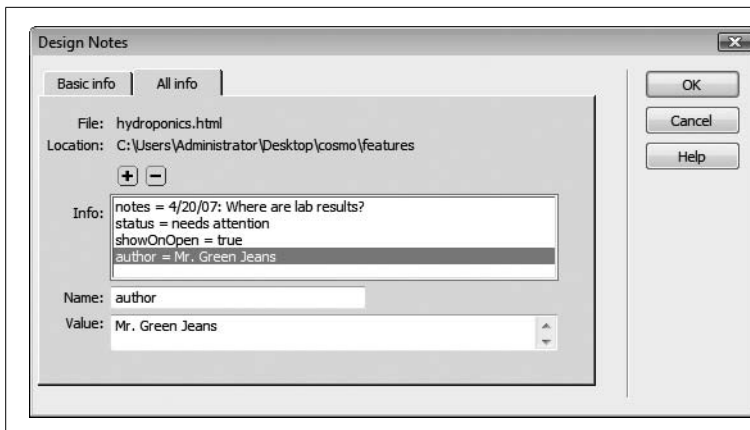 Design Notes
Basic info
All info
File: hydroponics.html
Location: C:\Users\Administrator\Desktop\cosmo\features
Info:
notes = 4/20/07: Where are lab results?
status = needs attention
showOnOpen = true
author = Mr. Green Jeans
Name: author
Value: Mr. Green Jeans
OK
Cancel
Help